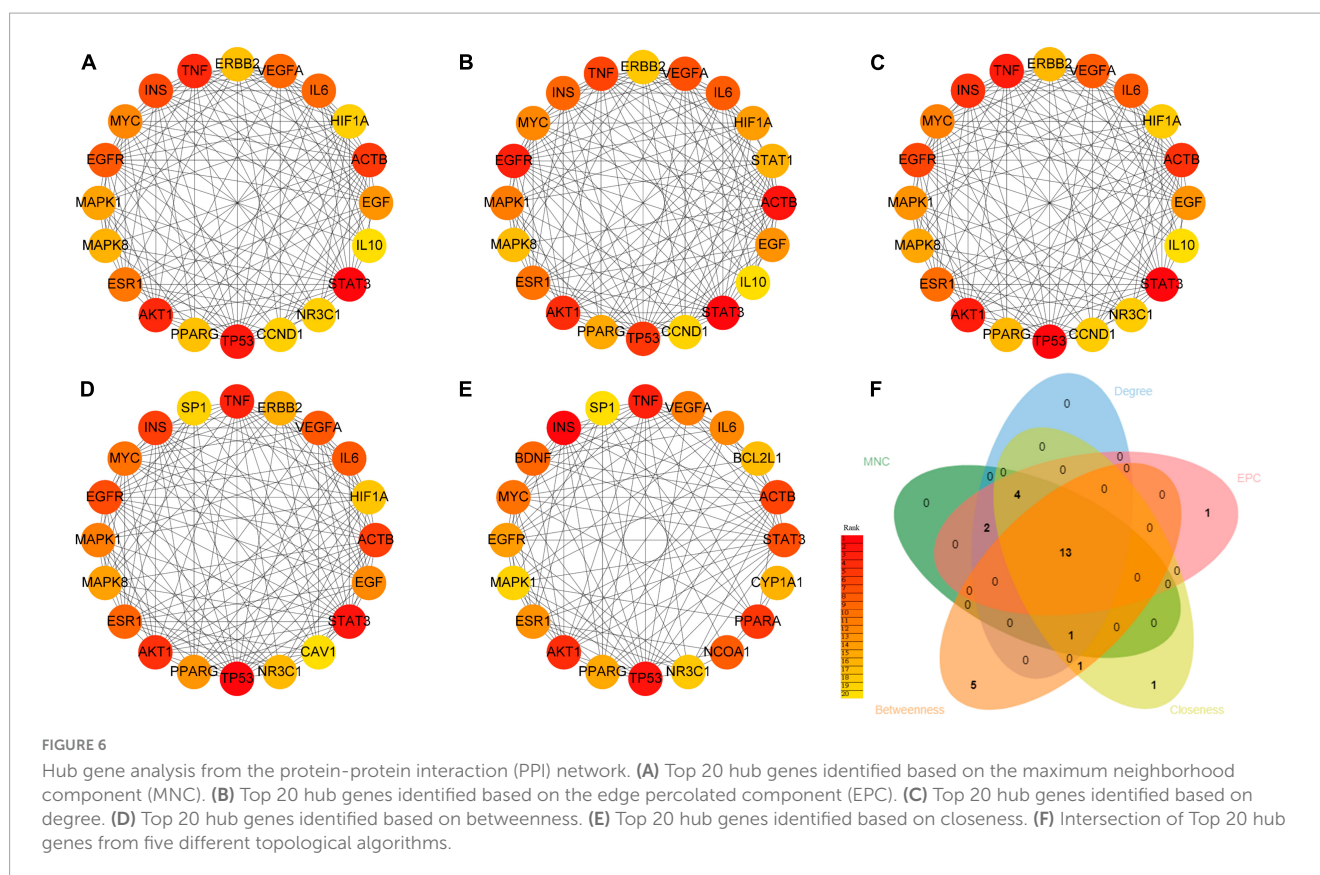 A
ERBB2
VEGFA
IL6
HIF1A
ACTB
EGF
IL10
STAT3
NR3C1
CCND1
TP53
PPARG
AKT1
ESR1
MAPK8
MAPK1
EGFR
MYC
INS
TNF
B
ERBB2
VEGFA
IL6
HIF1A
STAT1
ACTB
EGF
IL10
STAT3
CCND1
TP53
PPARG
AKT1
ESR1
MAPK8
MAPK1
EGFR
MYC
INS
TNF
C
ERBB2
VEGFA
IL6
HIF1A
ACTB
EGF
IL10
STAT3
NR3C1
CCND1
TP53
PPARG
AKT1
ESR1
MAPK8
MAPK1
EGFR
MYC
INS
TNF
D
TNF
ERBB2
VEGFA
IL6
HIF1A
ACTB
EGF
STAT3
CAV1
NR3C1
TP53
PPARG
AKT1
ESR1
MAPK8
MAPK1
EGFR
MYC
INS
SP1
E
TNF
VEGFA
IL6
BCL2L1
ACTB
STAT3
CYP1A1
PPARA
NCOA1
NR3C1
TP53
PPARG
AKT1
ESR1
MAPK1
EGFR
MYC
BDNF
INS
SP1
F
Degree
EPC
Closeness
Betweenness
MNC
0
0
0
0
0
0
0
0
0
4
0
0
0
1
2
0
0
13
0
0
0
0
0
0
0
0
0
1
0
0
1
5
1
Rank
1
2
3
4
5
6
7
8
9
10
11
12
13
14
15
16
17
18
19
20
FIGURE 6
Hub gene analysis from the protein-protein interaction (PPI) network. (A) Top 20 hub genes identified based on the maximum neighborhood
component (MNC). (B) Top 20 hub genes identified based on the edge percolated component (EPC). (C) Top 20 hub genes identified based on
degree. (D) Top 20 hub genes identified based on betweenness. (E) Top 20 hub genes identified based on closeness. (F) Intersection of Top 20 hub
genes from five different topological algorithms.